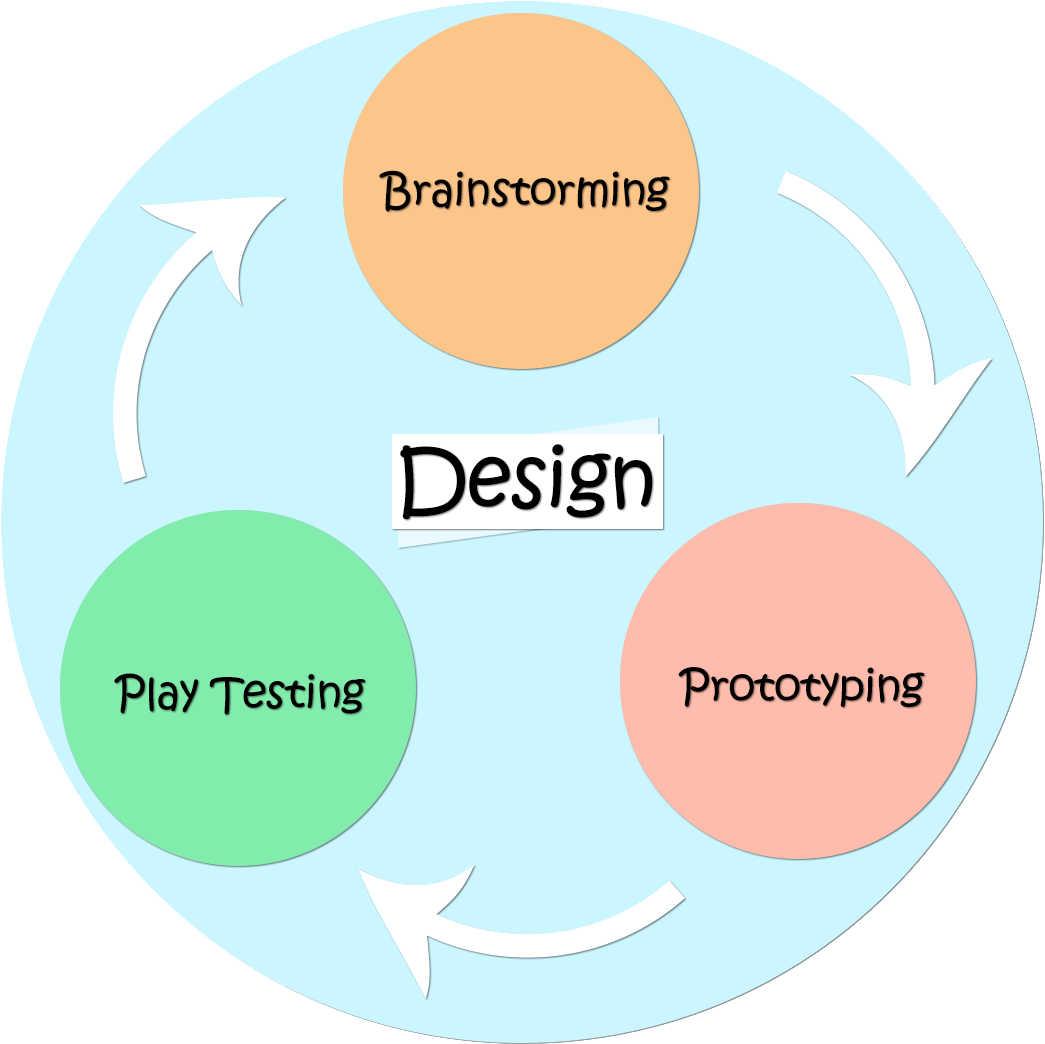 Brainstorming
Design
Play Testing
Prototyping